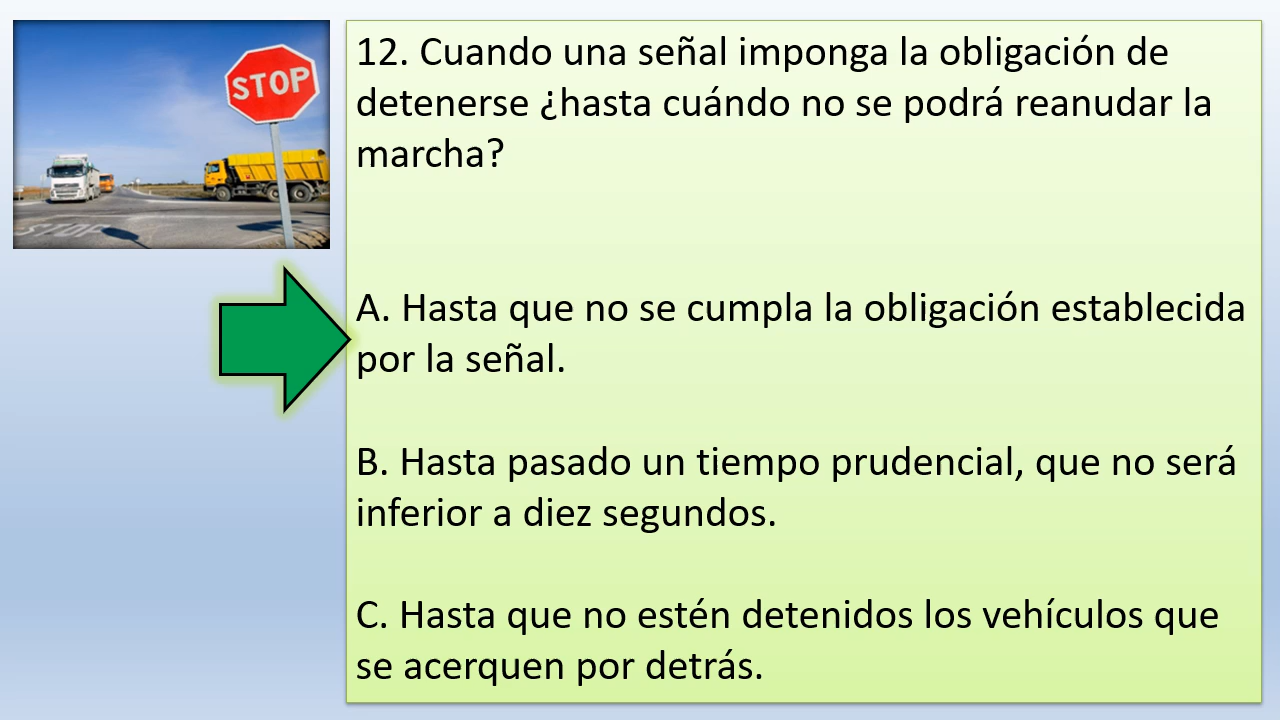 STOP
STOP
12. Cuando una señal imponga la obligación de
detenerse ¿hasta cuándo no se podrá reanudar la
marcha?
A. Hasta que no se cumpla la obligación establecida
por la señal.
B. Hasta pasado un tiempo prudencial, que no será
inferior a diez segundos.
C. Hasta que no estén detenidos los vehículos que
se acerquen por detrás.